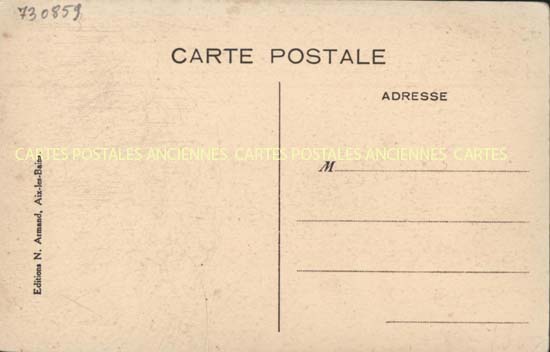 730859
CARTE POSTALE
ADRESSE
CARTES POSTALES ANCIENNES CARTES POSTALES ANCIENNES CARTES
M
Editions N. Armand, Aix-les-Bains